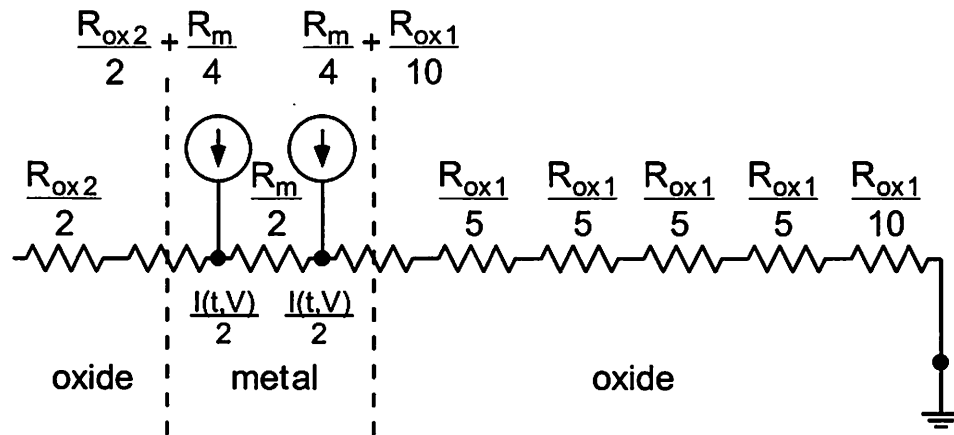 R_ox2/2 + R_m/4 R_m/4 + R_ox1/10
R_ox2/2 R_m/2 R_ox1/5 R_ox1/5 R_ox1/5 R_ox1/5 R_ox1/10
I(t,V)/2 I(t,V)/2
oxide metal oxide